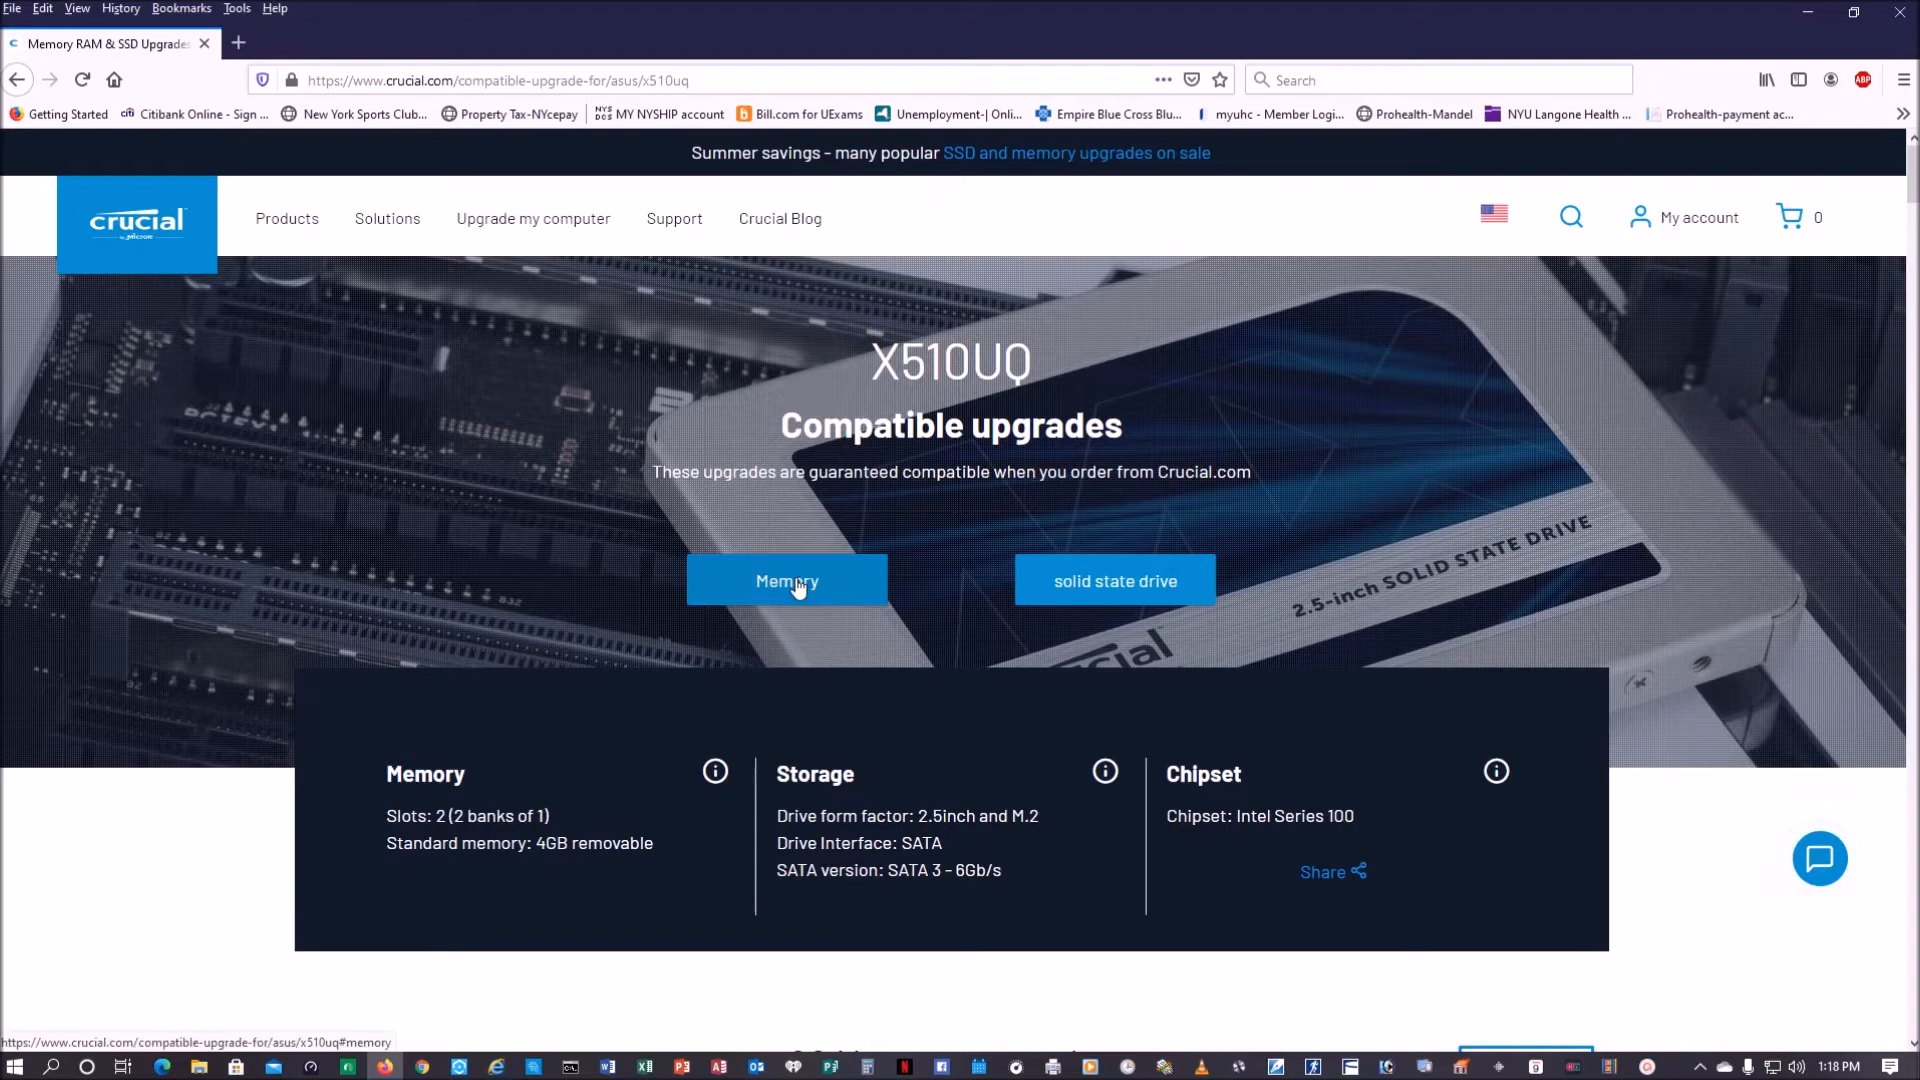 File Edit View History Bookmarks Tools Help
Memory RAM & SSD Upgrades
https://www.crucial.com/compatible-upgrade-for/asus/x510uq
Search
Getting Started
Citibank Online - Sign ...
New York Sports Club...
Property Tax-NYcepay
MY NYSHIP account
Bill.com for UExams
Unemployment-| Onli...
Empire Blue Cross Blu...
myuhc - Member Logi...
Prohealth-Mandel
NYU Langone Health ...
Prohealth-payment ac...
Summer savings - many popular SSD and memory upgrades on sale
crucial
by Micron
Products
Solutions
Upgrade my computer
Support
Crucial Blog
My account
0
X510UQ
Compatible upgrades
These upgrades are guaranteed compatible when you order from Crucial.com
Memory
solid state drive
2.5-inch SOLID STATE DRIVE
Memory
Slots: 2 (2 banks of 1)
Standard memory: 4GB removable
Storage
Drive form factor: 2.5inch and M.2
Drive Interface: SATA
SATA version: SATA 3 - 6Gb/s
Chipset
Chipset: Intel Series 100
Share
https://www.crucial.com/compatible-upgrade-for/asus/x510uq#memory
1:18 PM